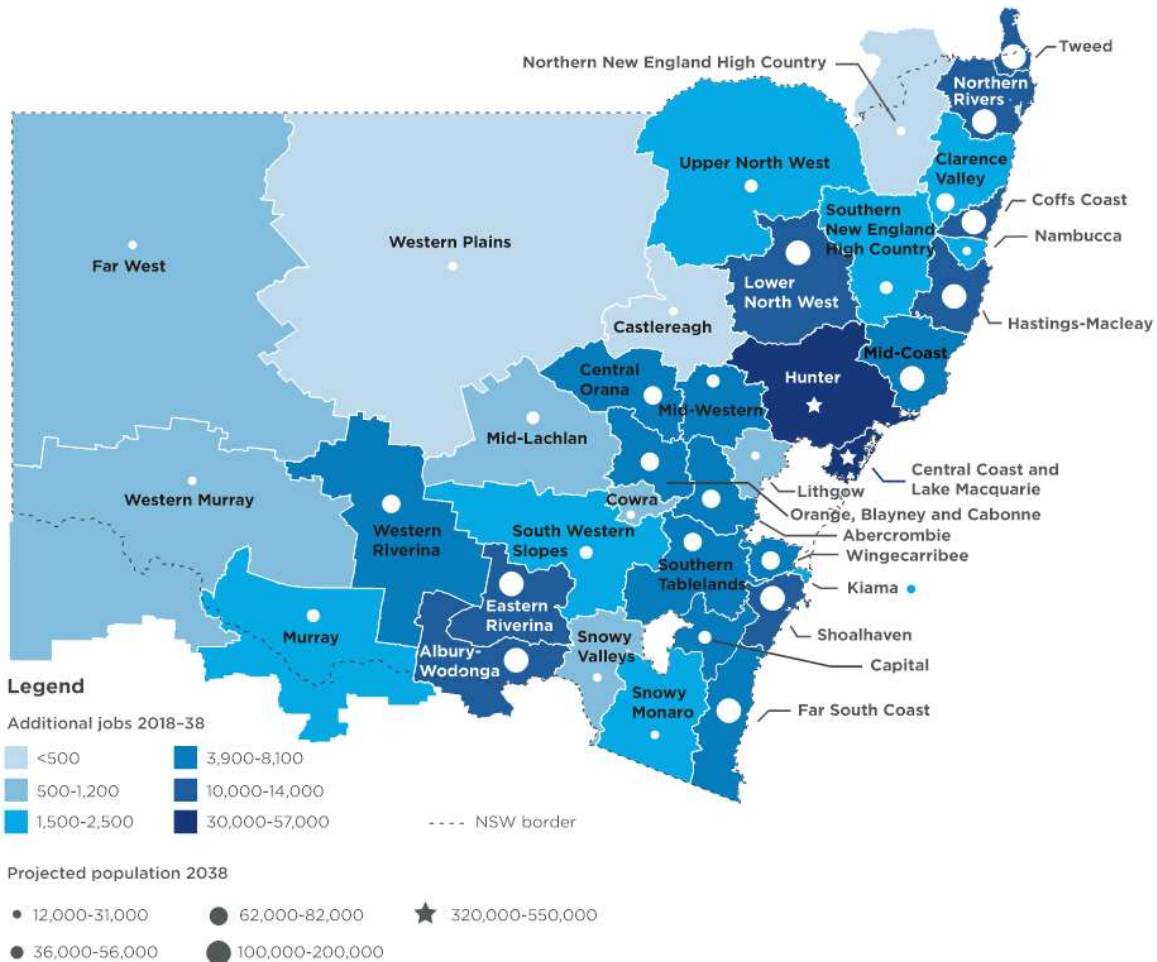 Northern New England High Country
Tweed
Northern
Rivers
Upper North West
Clarence
Valley
Coffs Coast
Southern
New England
High Country
Nambucca
Western Plains
Far West
Lower
North West
Hastings-Macleay
Castlereagh
Mid-Coast
Central
Orana
Hunter
Mid-Western
Mid-Lachlan
Central Coast and
Lake Macquarie
Lithgow
Western Murray
Cowra
Orange, Blayney and Cabonne
Western
Riverina
South Western
Slopes
Abercrombie
Wingecarribee
Southern
Tablelands
Kiama
Eastern
Riverina
Murray
Shoalhaven
Snowy
Valleys
Albury-
Wodonga
Capital
Snowy
Monaro
Far South Coast
Legend
Additional jobs 2018–38
<500
3,900-8,100
500-1,200
10,000-14,000
1,500-2,500
30,000-57,000
---- NSW border
Projected population 2038
12,000-31,000
62,000-82,000
320,000-550,000
36,000-56,000
100,000-200,000